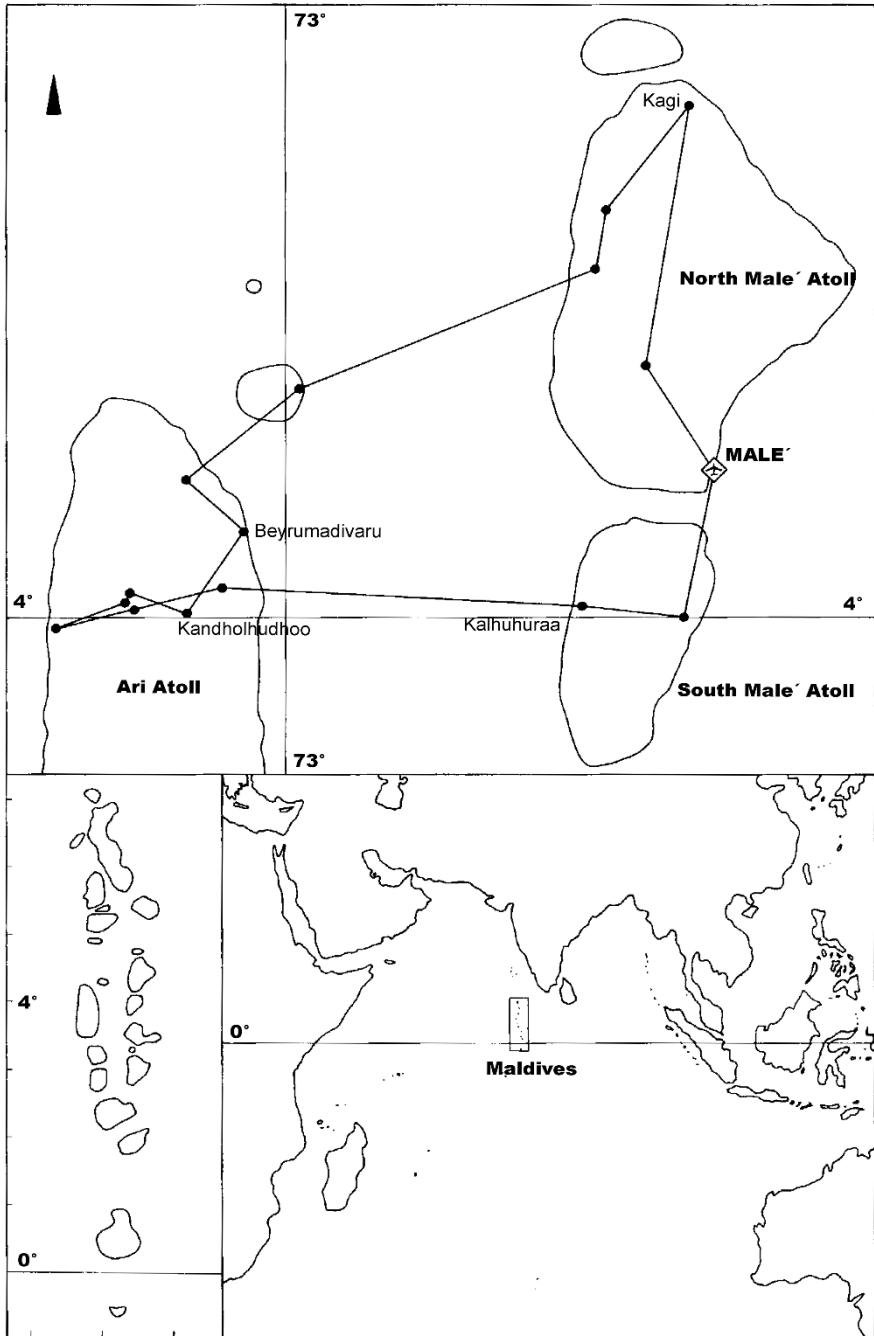 73°
Kagi
North Male´ Atoll
MALE´
Beyrumadivaru
4°
4°
Kandholhudhoo
Kalhuhuraa
Ari Atoll
South Male´ Atoll
73°
4°
0°
Maldives
0°